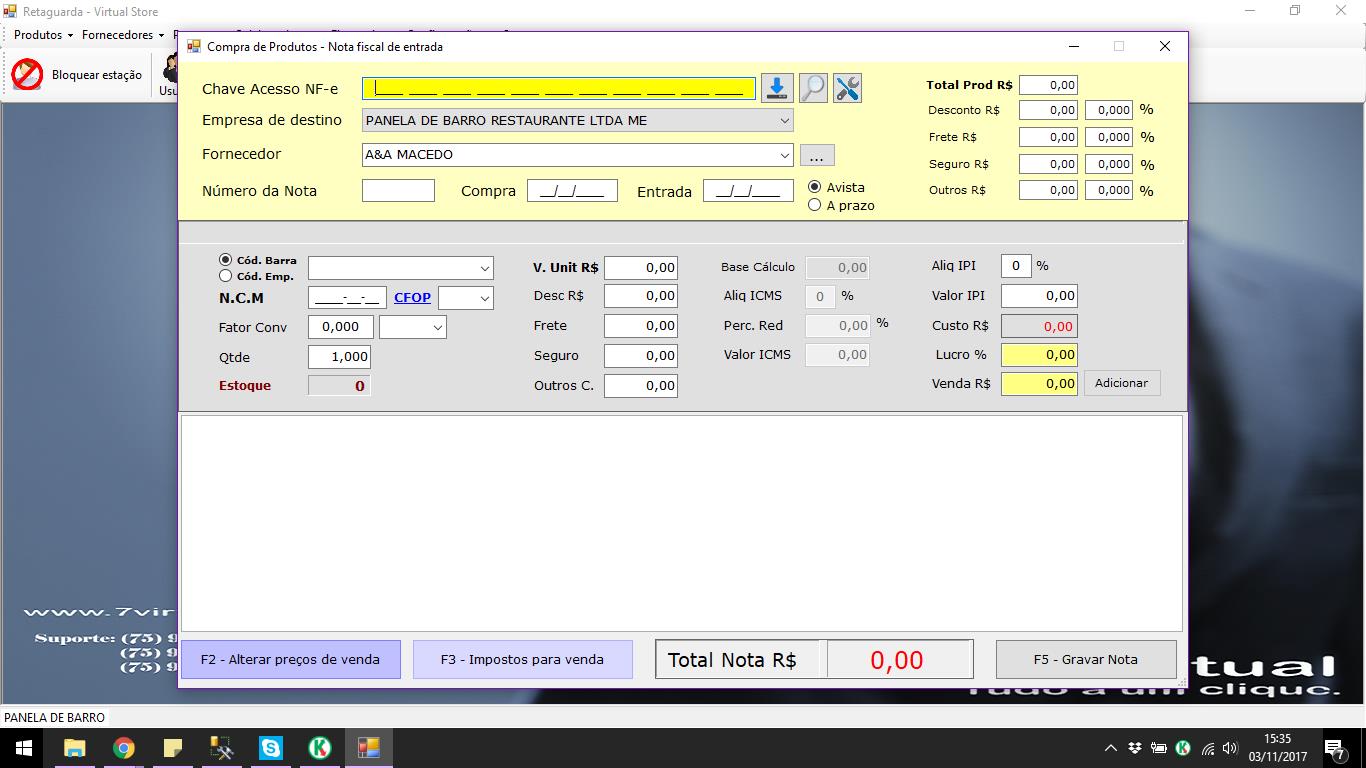 Retaguarda - Virtual Store
Produtos
Fornecedores
Bloquear estação
Compra de Produtos - Nota fiscal de entrada
Chave Acesso NF-e
Empresa de destino PANELA DE BARRO RESTAURANTE LTDA ME
Fornecedor A&A MACEDO ...
Número da Nota Compra __/__/____ Entrada __/__/____
Avista
A prazo
Total Prod R$ 0,00
Desconto R$ 0,00 0,000 %
Frete R$ 0,00 0,000 %
Seguro R$ 0,00 0,000 %
Outros R$ 0,00 0,000 %
Cód. Barra
Cód. Emp.
N.C.M ____-__-__ CFOP
Fator Conv 0,000
Qtde 1,000
Estoque 0
V. Unit R$ 0,00
Desc R$ 0,00
Frete 0,00
Seguro 0,00
Outros C. 0,00
Base Cálculo 0,00
Aliq ICMS 0 %
Perc. Red 0,00 %
Valor ICMS 0,00
Aliq IPI 0 %
Valor IPI 0,00
Custo R$ 0,00
Lucro % 0,00
Venda R$ 0,00 Adicionar
www.7vir
Suporte: (75) 9
(75) 9
(75) 9
F2 - Alterar preços de venda
F3 - Impostos para venda
Total Nota R$ 0,00
F5 - Gravar Nota
tual
Tudo a um clique.
PANELA DE BARRO
15:35
03/11/2017
7